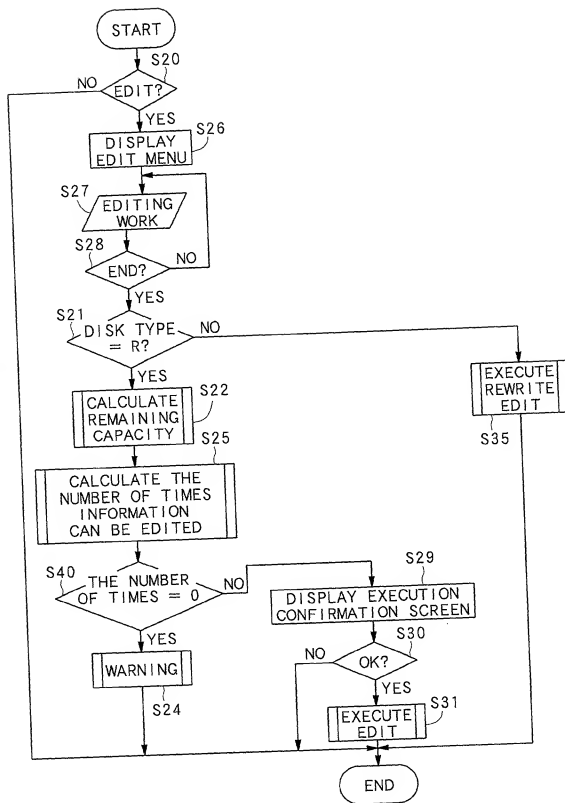 START
S20
NO
EDIT?
YES
S26
DISPLAY
EDIT MENU
S27
EDITING
WORK
S28
END?
NO
YES
S21
DISK TYPE
= R?
NO
YES
EXECUTE
REWRITE
EDIT
S35
CALCULATE
REMAINING
CAPACITY
S22
S25
CALCULATE THE
NUMBER OF TIMES
INFORMATION
CAN BE EDITED
S40
THE NUMBER
OF TIMES = 0
NO
YES
S29
DISPLAY EXECUTION
CONFIRMATION SCREEN
S30
NO
OK?
YES
WARNING
S24
EXECUTE
EDIT
S31
END